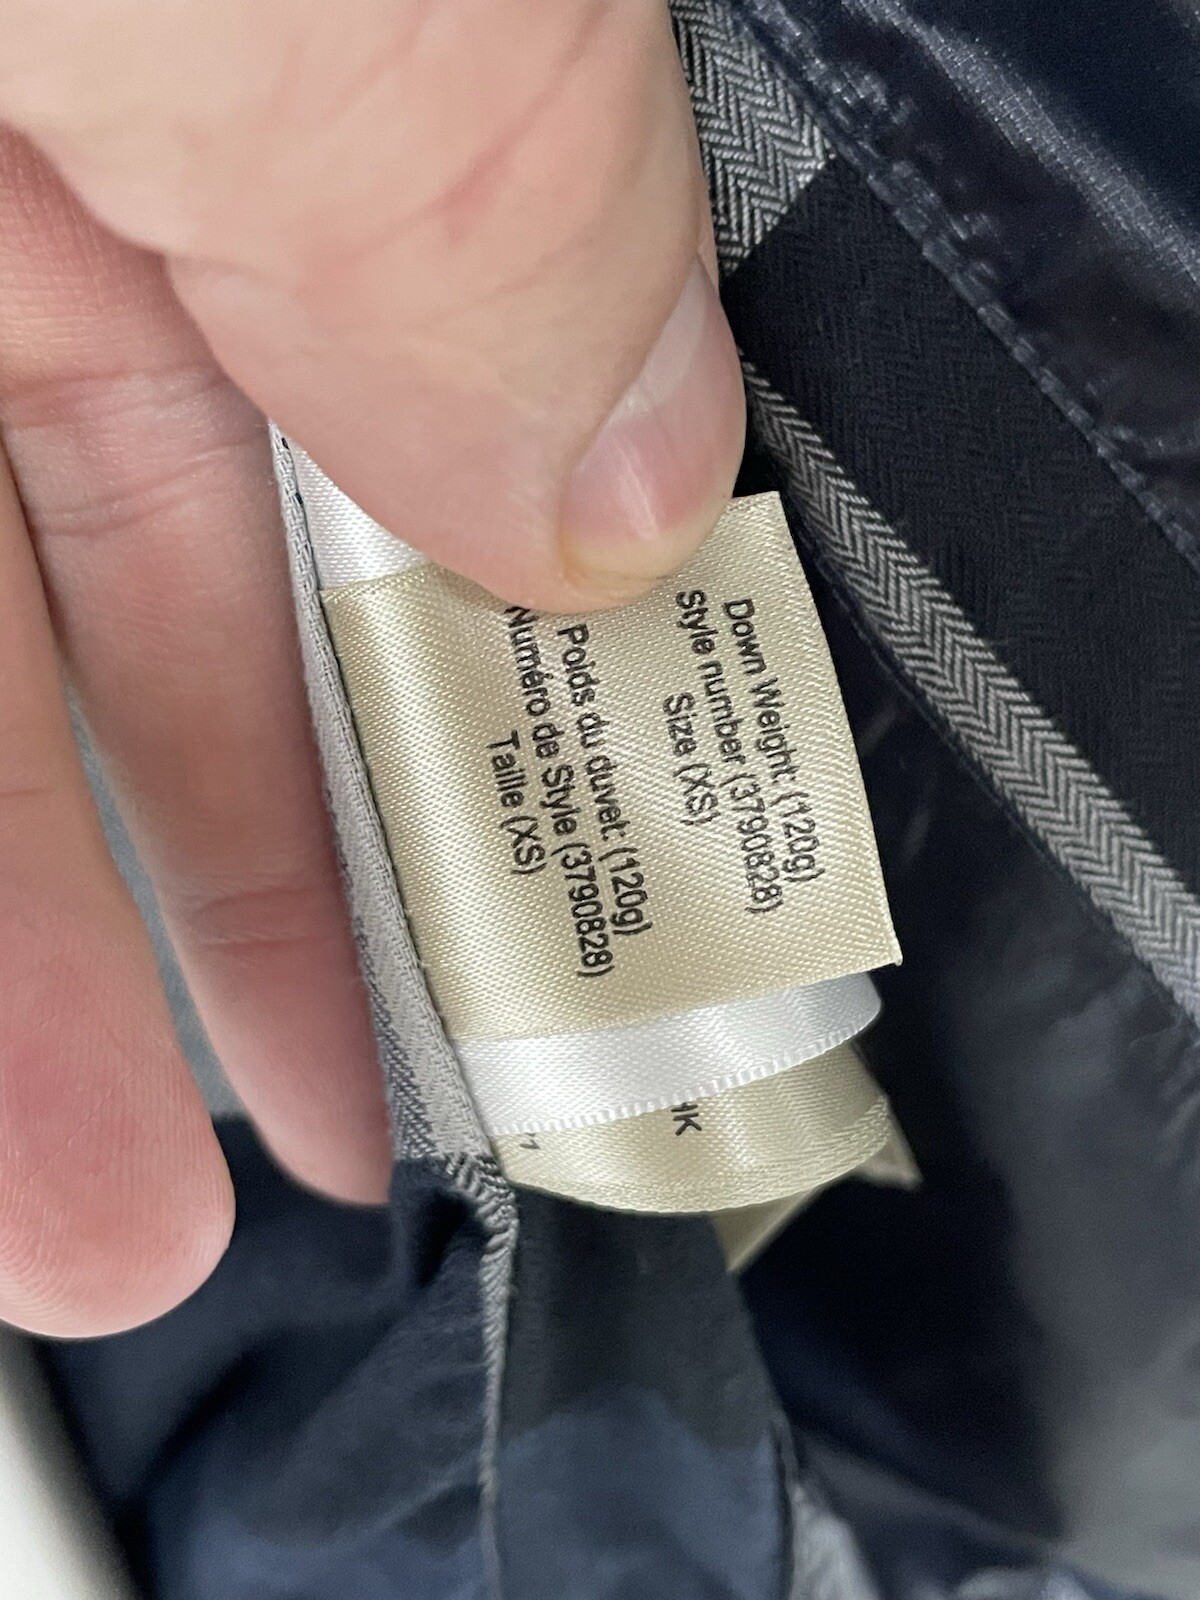 Down Weight: (120g)
Style number (3790828)
Size (XS)
Poids du duvet: (120g)
Numéro de Style (3790828)
Taille (XS)